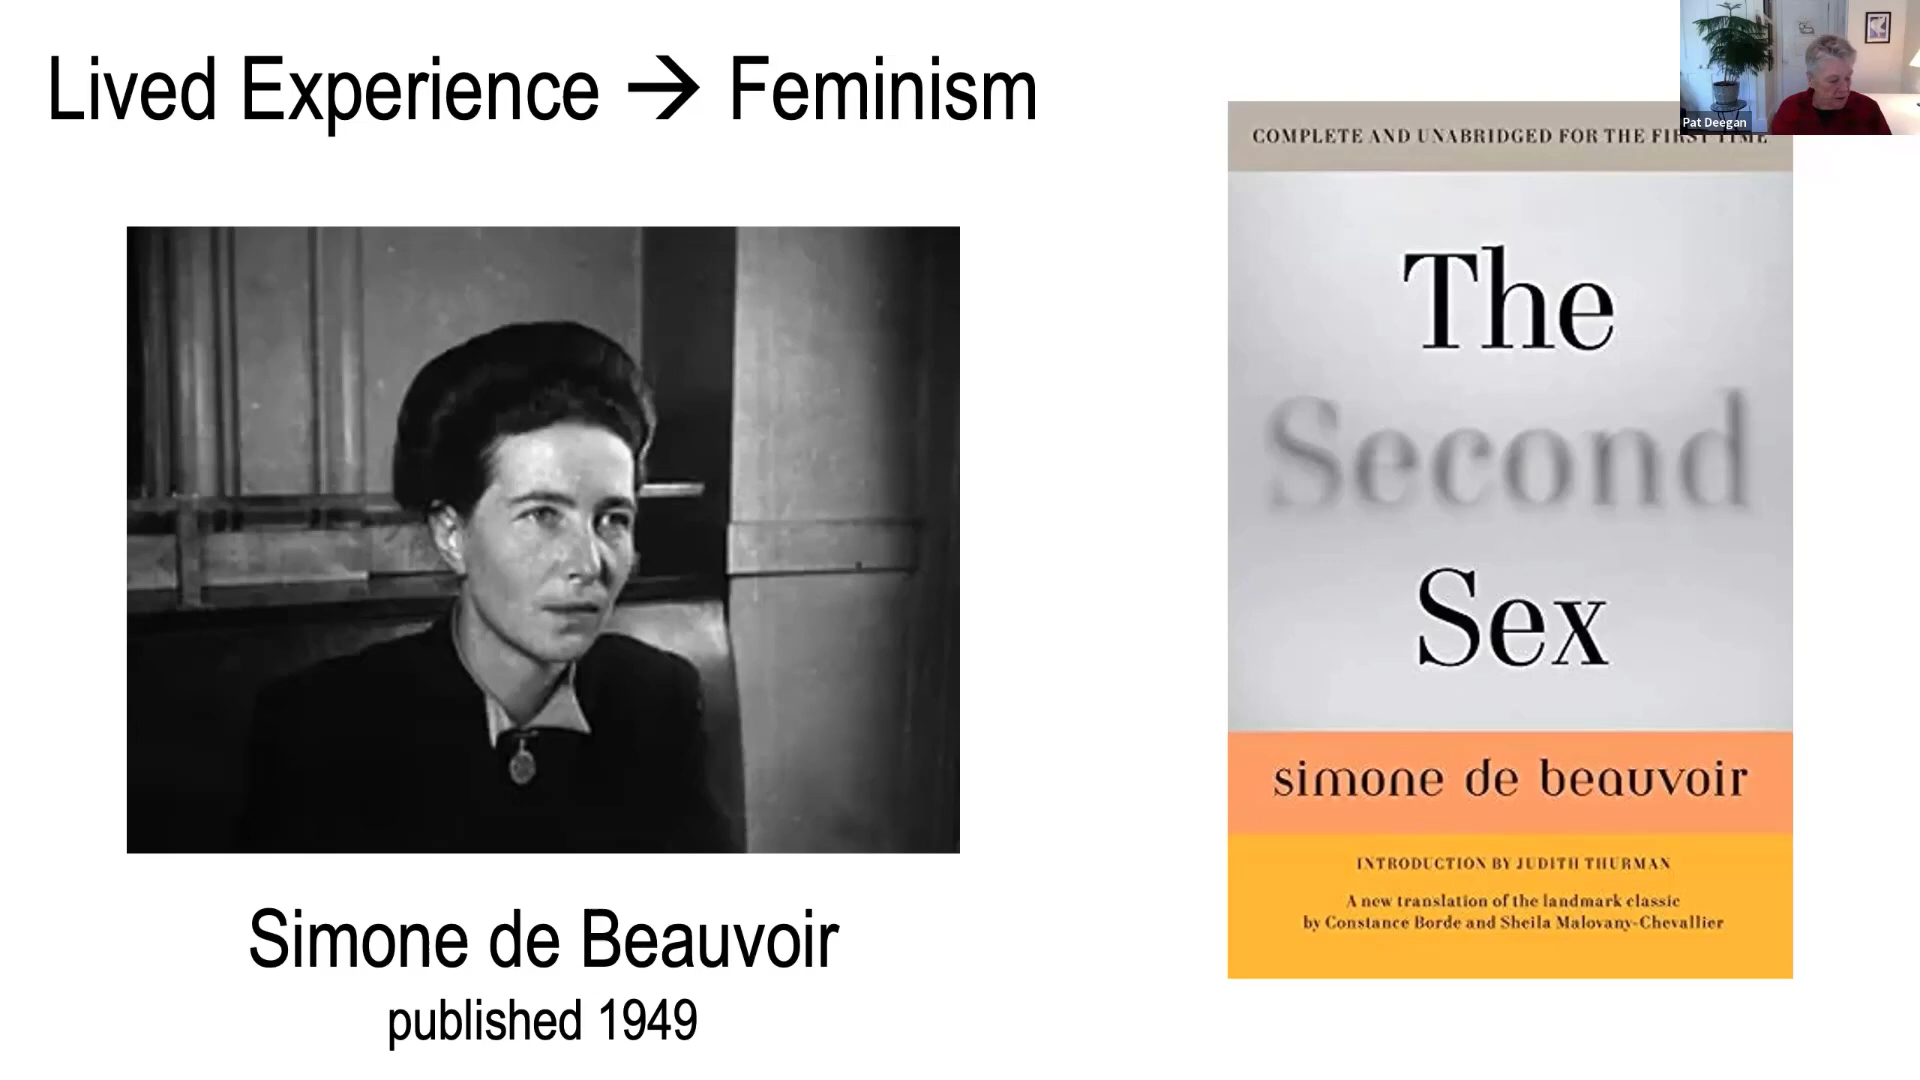 Lived Experience → Feminism
Pat Deegan
COMPLETE AND UNABRIDGED FOR THE FIRST TIME
The
Second
Sex
simone de beauvoir
INTRODUCTION BY JUDITH THURMAN
A new translation of the landmark classic
by Constance Borde and Sheila Malovany-Chevallier
Simone de Beauvoir
published 1949